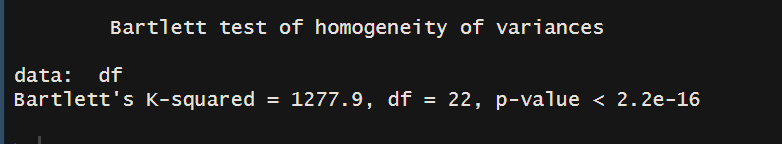 Bartlett test of homogeneity of variances
data:  df
Bartlett's K-squared = 1277.9, df = 22, p-value < 2.2e-16